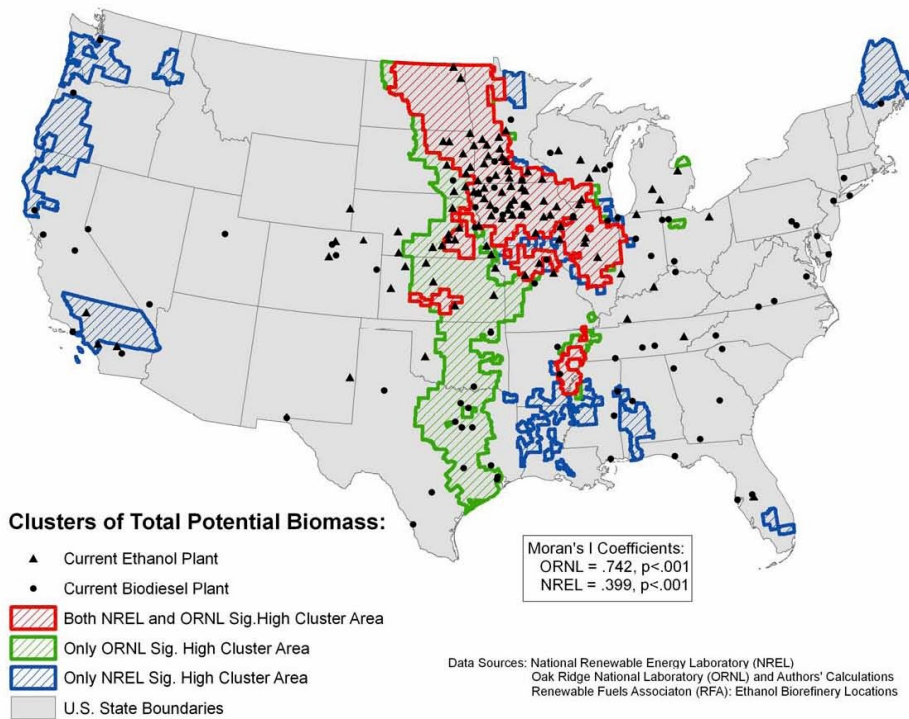 Clusters of Total Potential Biomass:
Current Ethanol Plant
Current Biodiesel Plant
Both NREL and ORNL Sig.High Cluster Area
Only ORNL Sig. High Cluster Area
Only NREL Sig. High Cluster Area
U.S. State Boundaries
Moran's I Coefficients:
ORNL = .742, p<.001
NREL = .399, p<.001
Data Sources: National Renewable Energy Laboratory (NREL)
Oak Ridge National Laboratory (ORNL) and Authors' Calculations
Renewable Fuels Associaton (RFA): Ethanol Biorefinery Locations